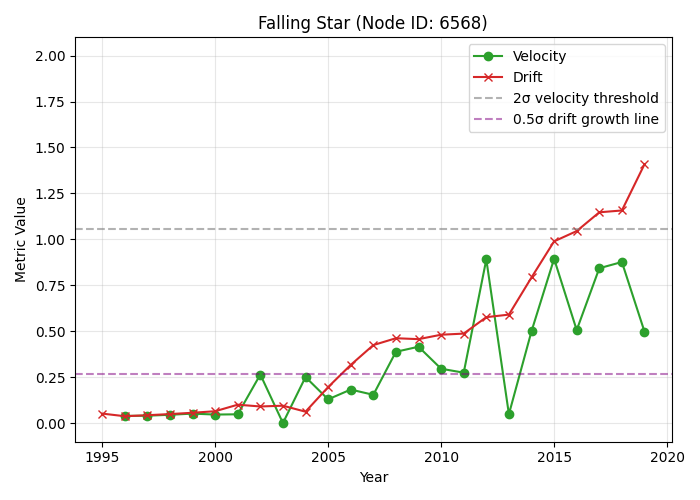 Falling Star (Node ID: 6568)
Velocity
Drift
2σ velocity threshold
0.5σ drift growth line
Metric Value
2.00
1.75
1.50
1.25
1.00
0.75
0.50
0.25
0.00
1995
2000
2005
2010
2015
2020
Year